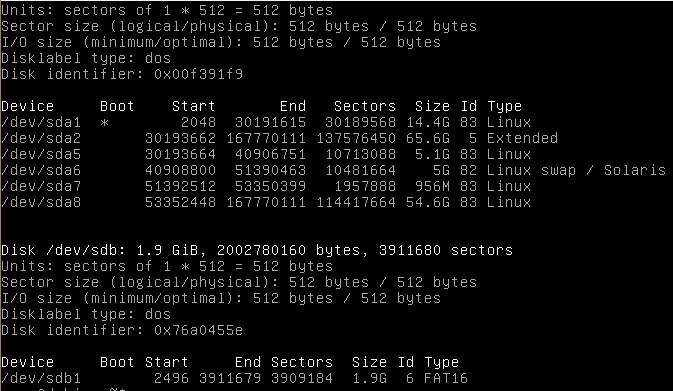 Units: sectors of 1 * 512 = 512 bytes
Sector size (logical/physical): 512 bytes / 512 bytes
I/O size (minimum/optimal): 512 bytes / 512 bytes
Disklabel type: dos
Disk identifier: 0x00f391f9
Device Boot Start End Sectors Size Id Type
/dev/sda1 * 2048 30191615 30189568 14.4G 83 Linux
/dev/sda2 30193662 167770111 137576450 65.6G 5 Extended
/dev/sda5 30193664 40906751 10713088 5.1G 83 Linux
/dev/sda6 40908800 51390463 10481664 5G 82 Linux swap / Solaris
/dev/sda7 51392512 53350399 1957888 956M 83 Linux
/dev/sda8 53352448 167770111 114417664 54.6G 83 Linux
Disk /dev/sdb: 1.9 GiB, 2002780160 bytes, 3911680 sectors
Units: sectors of 1 * 512 = 512 bytes
Sector size (logical/physical): 512 bytes / 512 bytes
I/O size (minimum/optimal): 512 bytes / 512 bytes
Disklabel type: dos
Disk identifier: 0x76a0455e
Device Boot Start End Sectors Size Id Type
/dev/sdb1 2496 3911679 3909184 1.9G 6 FAT16